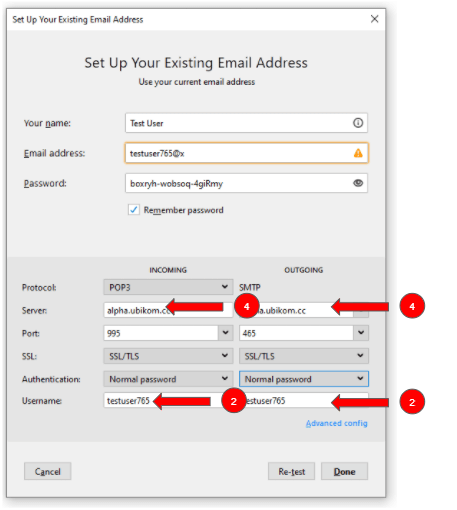 Set Up Your Existing Email Address
Set Up Your Existing Email Address
Use your current email address
Your name: Test User
Email address: testuser765@x
Password: boxryh-wobsoq-4giRmy
Remember password
INCOMING OUTGOING
Protocol: POP3 SMTP
4 4
Server: alpha.ubikom.cc .ubikom.cc
Port: 995 465
SSL: SSL/TLS SSL/TLS
Authentication: Normal password Normal password
Username: testuser765 2 testuser765 2
Advanced config
Cancel Re-test Done